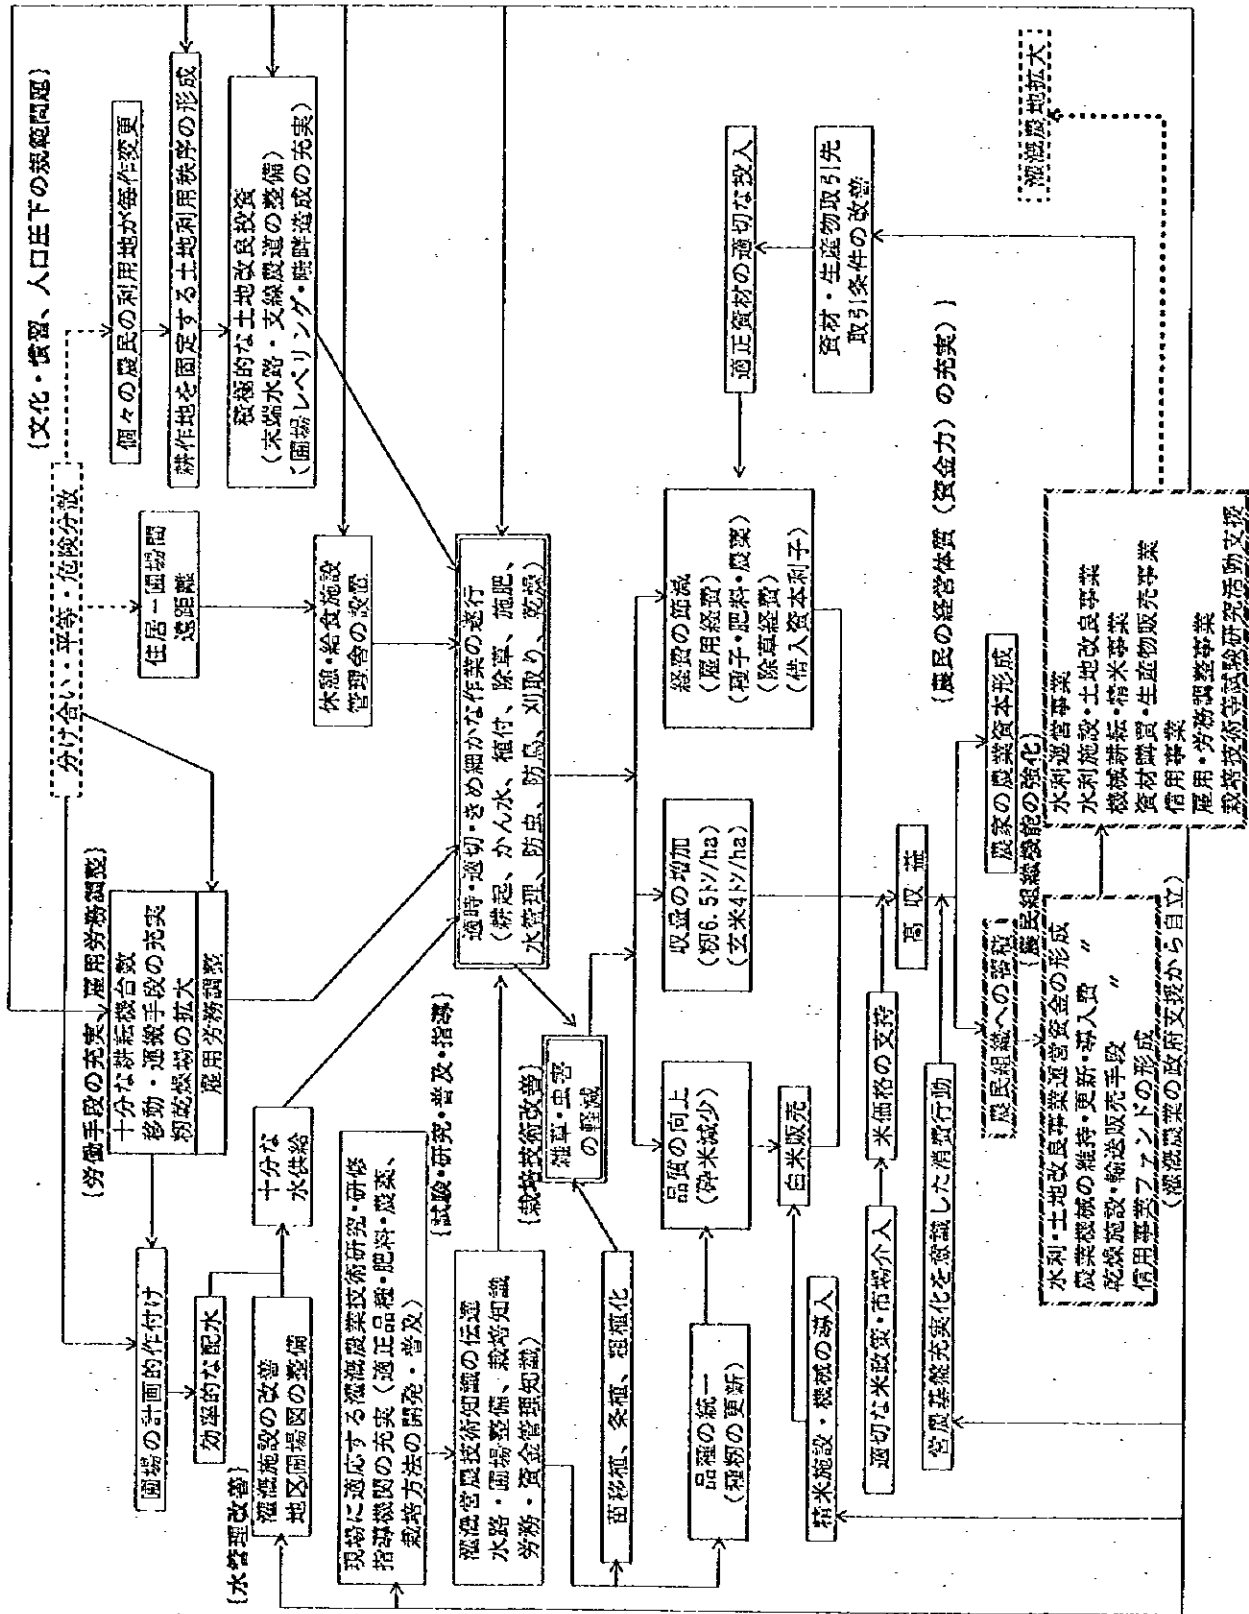 {文化・慣習、人口圧下の規範問題}
分け合い・平等・危険分散
個々の農民の利用地が毎作変更
耕作地を固定する土地利用秩序の形成
積極的な土地改良投資
(末端水路・支線農道の整備)
(圃場レベリング・畦畔造成の充実)
住居ー圃場間
遠距離
休憩・給食施設
管理舎の設置
{労働手段の充実、雇用労務調整}
十分な耕耘機台数
移動・運搬手段の充実
籾乾燥場の拡大
雇用労務調整
圃場の計画的作付け
効率的な配水
{水管理改善}
灌漑施設の改善
地区圃場図の整備
十分な
水供給
現場に適応する灌漑農業技術研究・研修
指導機関の充実(適正品種・肥料・農薬、
栽培方法の開発・普及)
{試験・研究・普及・指導}
灌漑営農技術知識の伝達
水路・圃場整備、栽培知識
労務・資金管理知識)
適時・適切・きめ細かな作業の遂行
(耕起、かん水、植付、除草、施肥、
水管理、防虫、防鳥、刈取り、乾燥)
{栽培技術改善}
雑草・虫害
の軽減
苗移植、条植、粗植化
品種の統一
(種籾の更新)
品質の向上
(砕米減少)
収量の増加
(籾6.5トン/ha)
(玄米4トン/ha)
経費の節減
(雇用経費)
(種子・肥料・農薬)
(除草経費)
(借入資本利子)
適正資材の適切な投入
資材・生産物取引先
取引条件の改善
白米販売
精米施設・機械の導入
適切な米政策・市場介入
米価格の支持
高収益
営農基盤充実化を意識した消費行動
{農民の経営体質(資金力)の充実}
農民組織への蓄積
農家の農業資本形成
{農民組織機能の強化}
水利・土地改良事業運営資金の形成
農業機械の維持・更新・導入費 〃
乾燥施設・輸送販売手段 〃
信用事業ファンドの形成
(灌漑農業の政府支援から自立)
水利運営事業
水利施設・土地改良事業
機械耕耘・精米事業
資材購買・生産物販売事業
信用事業
雇用・労務調整事業
栽培技術等試験研究活動支援
灌漑農地拡大